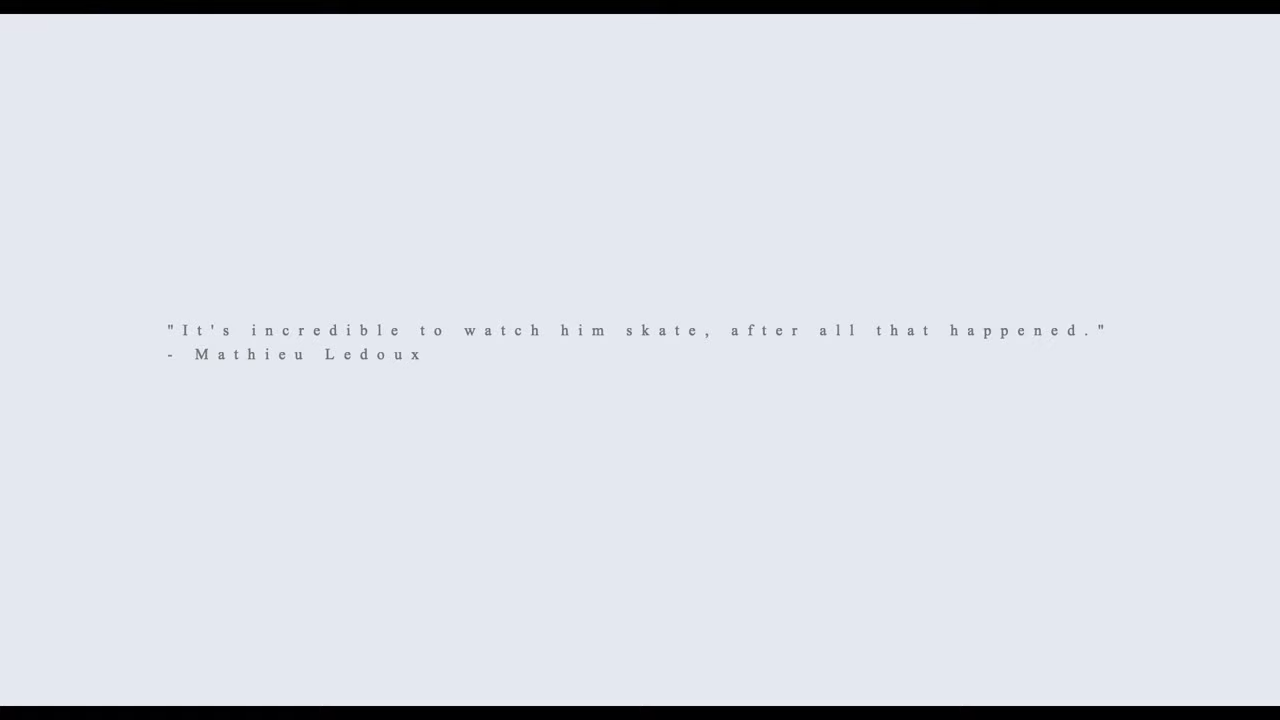 "It's incredible to watch him skate, after all that happened."
- Mathieu Ledoux